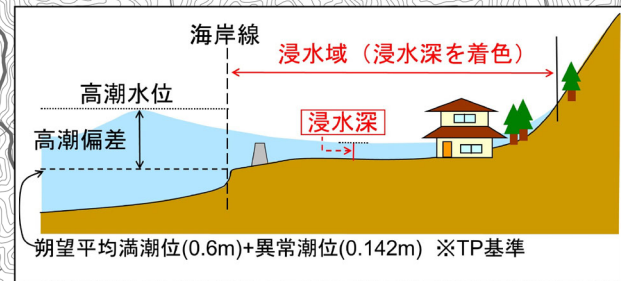 海岸線
浸水域（浸水深を着色）
高潮水位
浸水深
高潮偏差
朔望平均満潮位(0.6m)+異常潮位(0.142m) ※TP基準